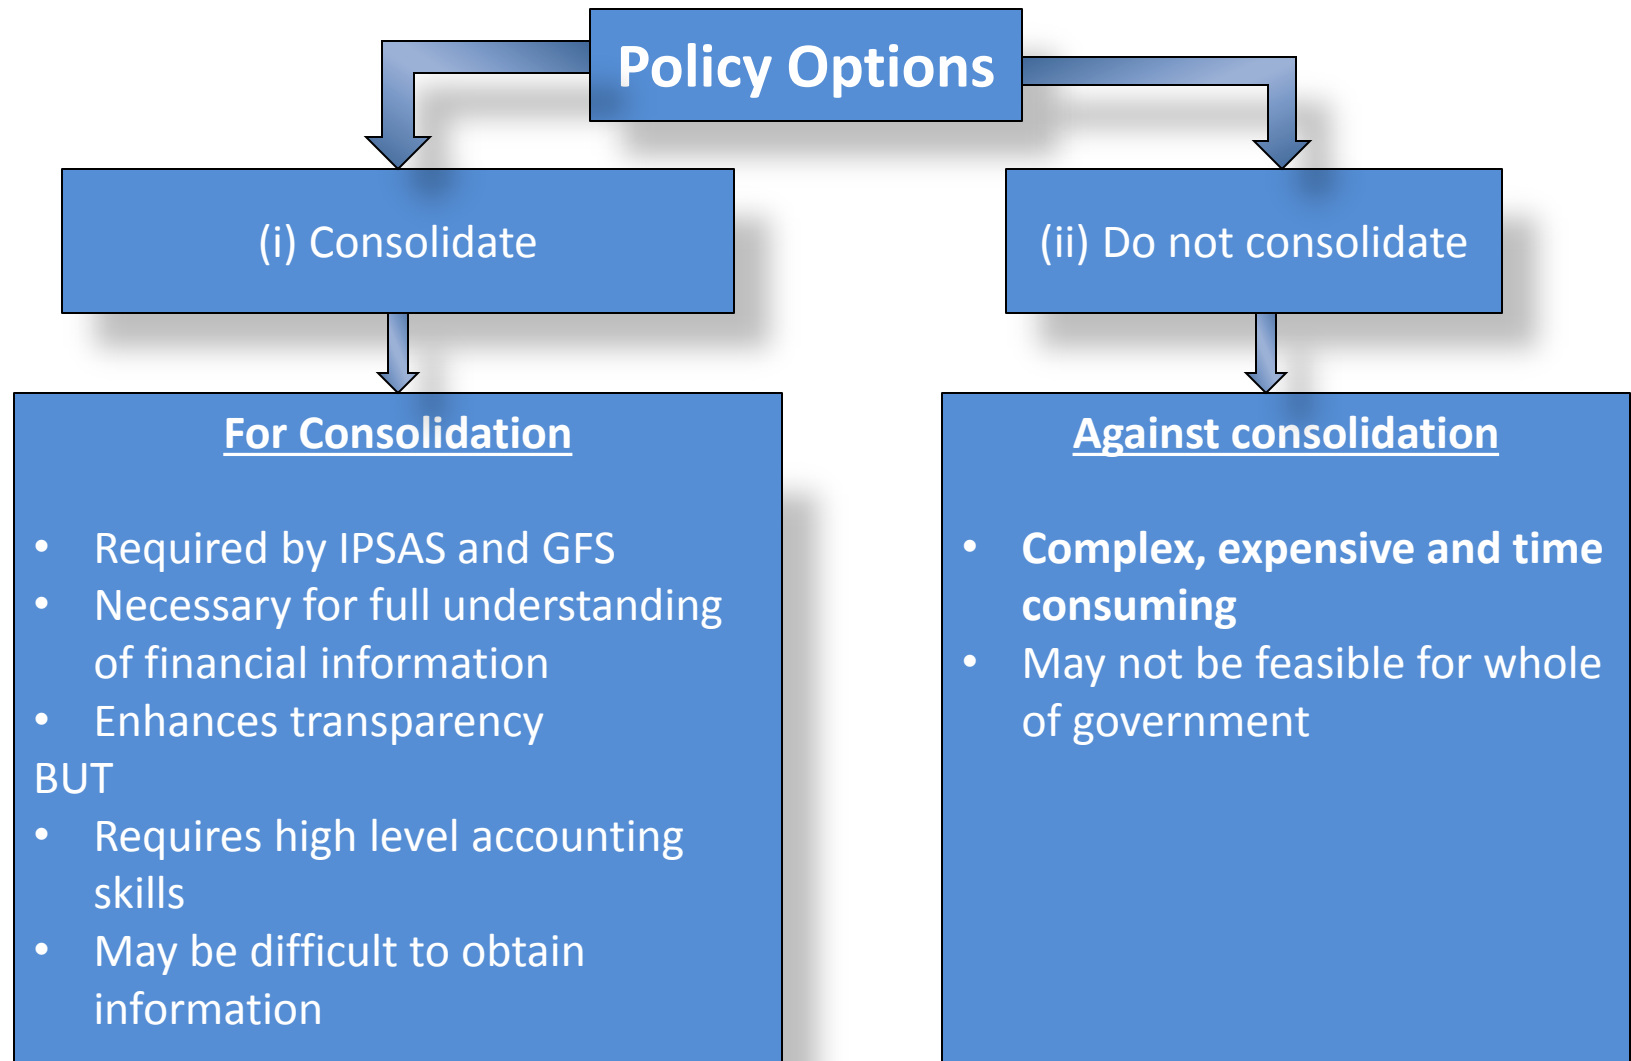 Policy Options
(i) Consolidate
(ii) Do not consolidate
For Consolidation
• Required by IPSAS and GFS
• Necessary for full understanding
of financial information
• Enhances transparency
BUT
• Requires high level accounting
skills
• May be difficult to obtain
information
Against consolidation
• Complex, expensive and time
consuming
• May not be feasible for whole
of government